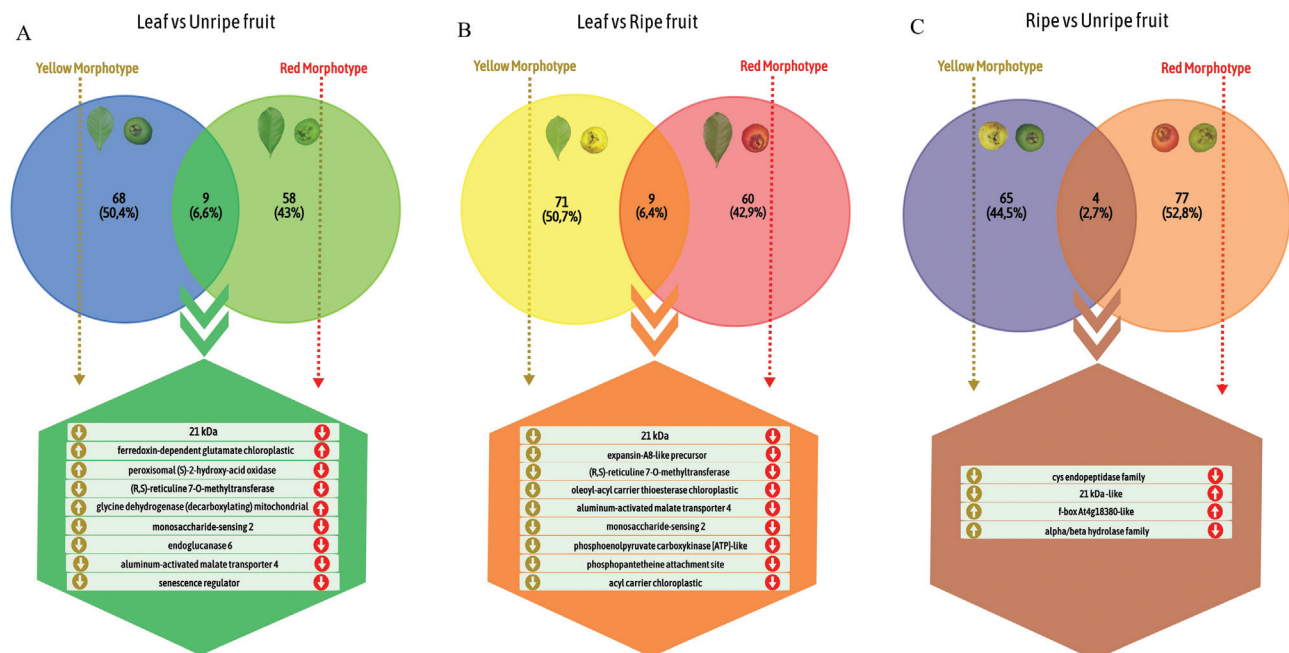 A
Leaf vs Unripe fruit
Yellow Morphotype
Red Morphotype
68
(50,4%)
9
(6,6%)
58
(43%)
21 kDa
ferredoxin-dependent glutamate chloroplastic
peroxisomal (S)-2-hydroxy-acid oxidase
(R,S)-reticuline 7-O-methyltransferase
glycine dehydrogenase (decarboxylating) mitochondrial
monosaccharide-sensing 2
endoglucanase 6
aluminum-activated malate transporter 4
senescence regulator
B
Leaf vs Ripe fruit
Yellow Morphotype
Red Morphotype
71
(50,7%)
9
(6,4%)
60
(42,9%)
21 kDa
expansin-A8-like precursor
(R,S)-reticuline 7-O-methyltransferase
oleoyl-acyl carrier thioesterase chloroplastic
aluminum-activated malate transporter 4
monosaccharide-sensing 2
phosphoenolpyruvate carboxykinase [ATP]-like
phosphopantetheine attachment site
acyl carrier chloroplastic
C
Ripe vs Unripe fruit
Yellow Morphotype
Red Morphotype
65
(44,5%)
4
(2,7%)
77
(52,8%)
cys endopeptidase family
21 kDa -like
f-box At4g18380-like
alpha/beta hydrolase family